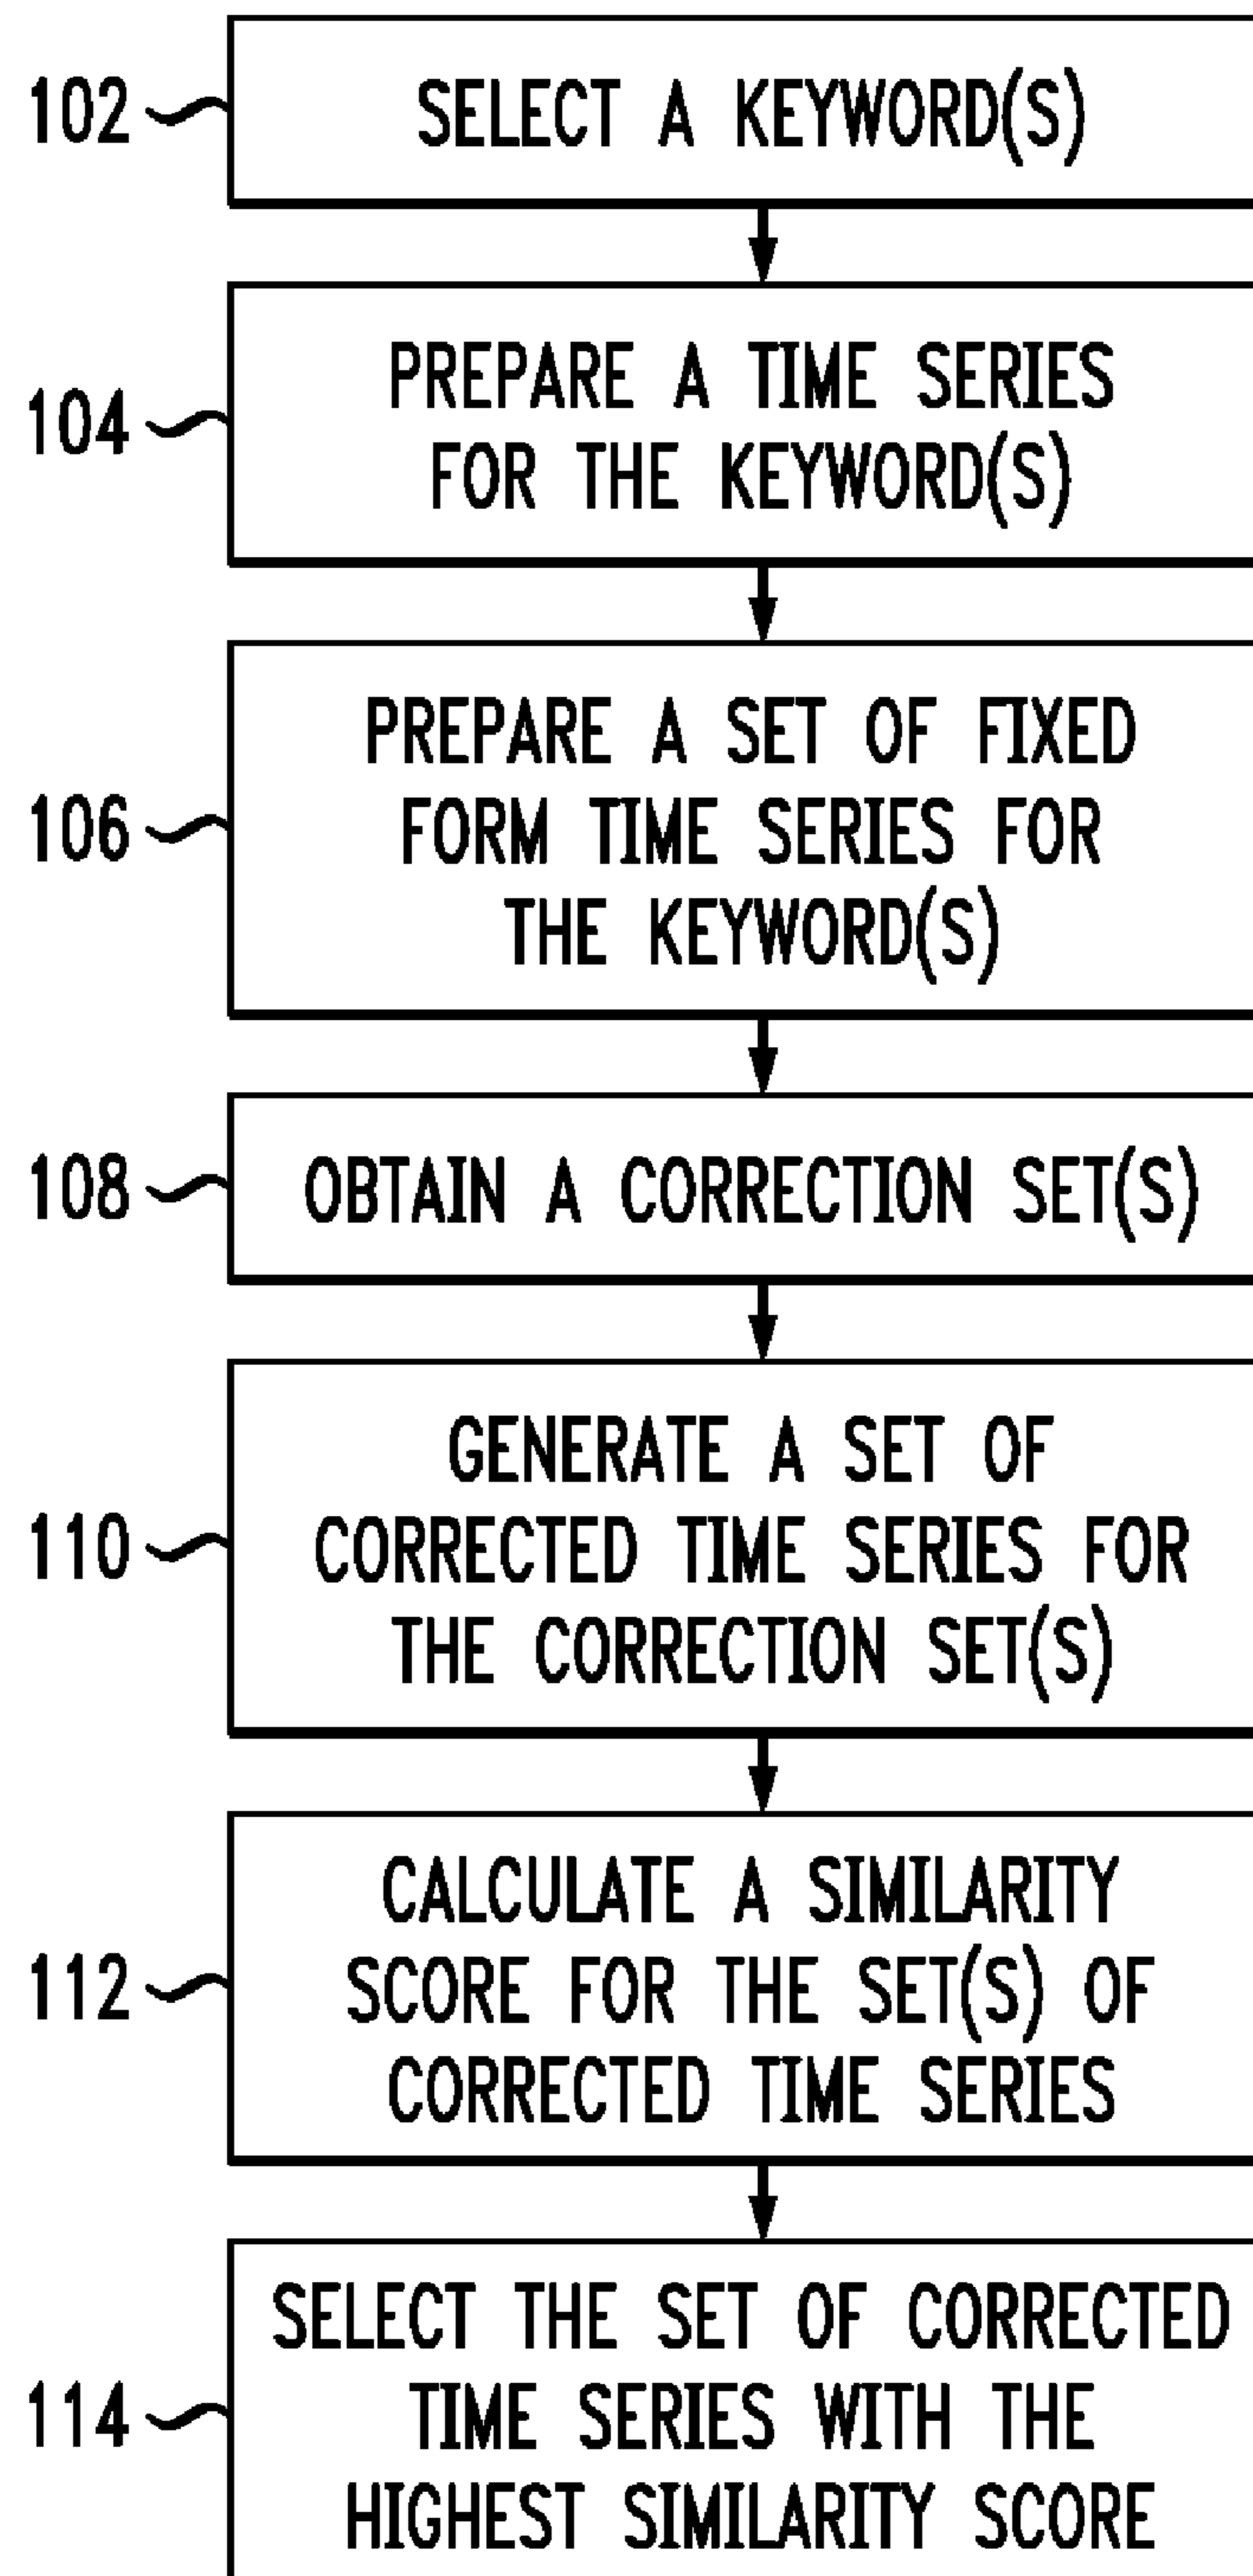 102
SELECT A KEYWORD(S)
104
PREPARE A TIME SERIES
FOR THE KEYWORD(S)
106
PREPARE A SET OF FIXED
FORM TIME SERIES FOR
THE KEYWORD(S)
108
OBTAIN A CORRECTION SET(S)
110
GENERATE A SET OF
CORRECTED TIME SERIES FOR
THE CORRECTION SET(S)
112
CALCULATE A SIMILARITY
SCORE FOR THE SET(S) OF
CORRECTED TIME SERIES
114
SELECT THE SET OF CORRECTED
TIME SERIES WITH THE
HIGHEST SIMILARITY SCORE